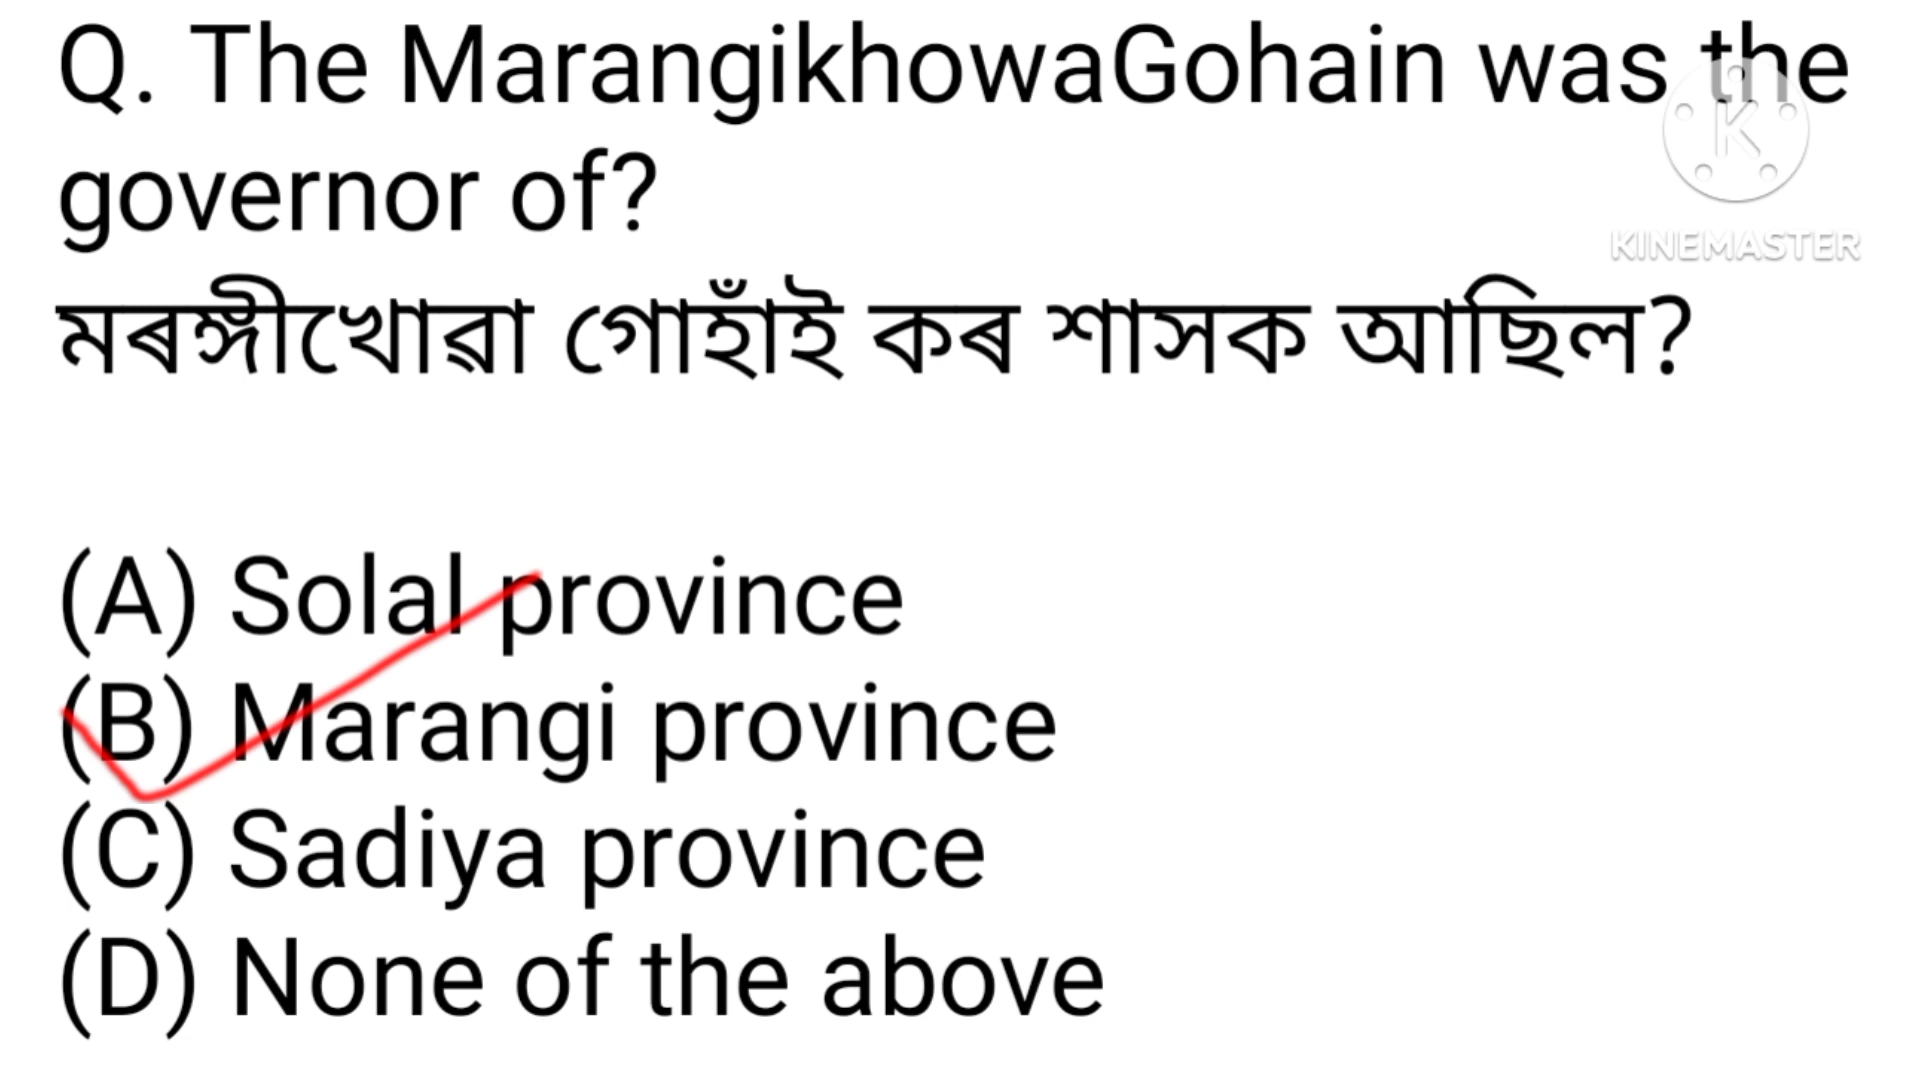 Q. The MarangikhowaGohain was the
governor of?
মৰঙ্গীখোৱা গোহাঁই কৰ শাসক আছিল?
(A) Solal province
(B) Marangi province
(C) Sadiya province
(D) None of the above
K
KINEMASTER